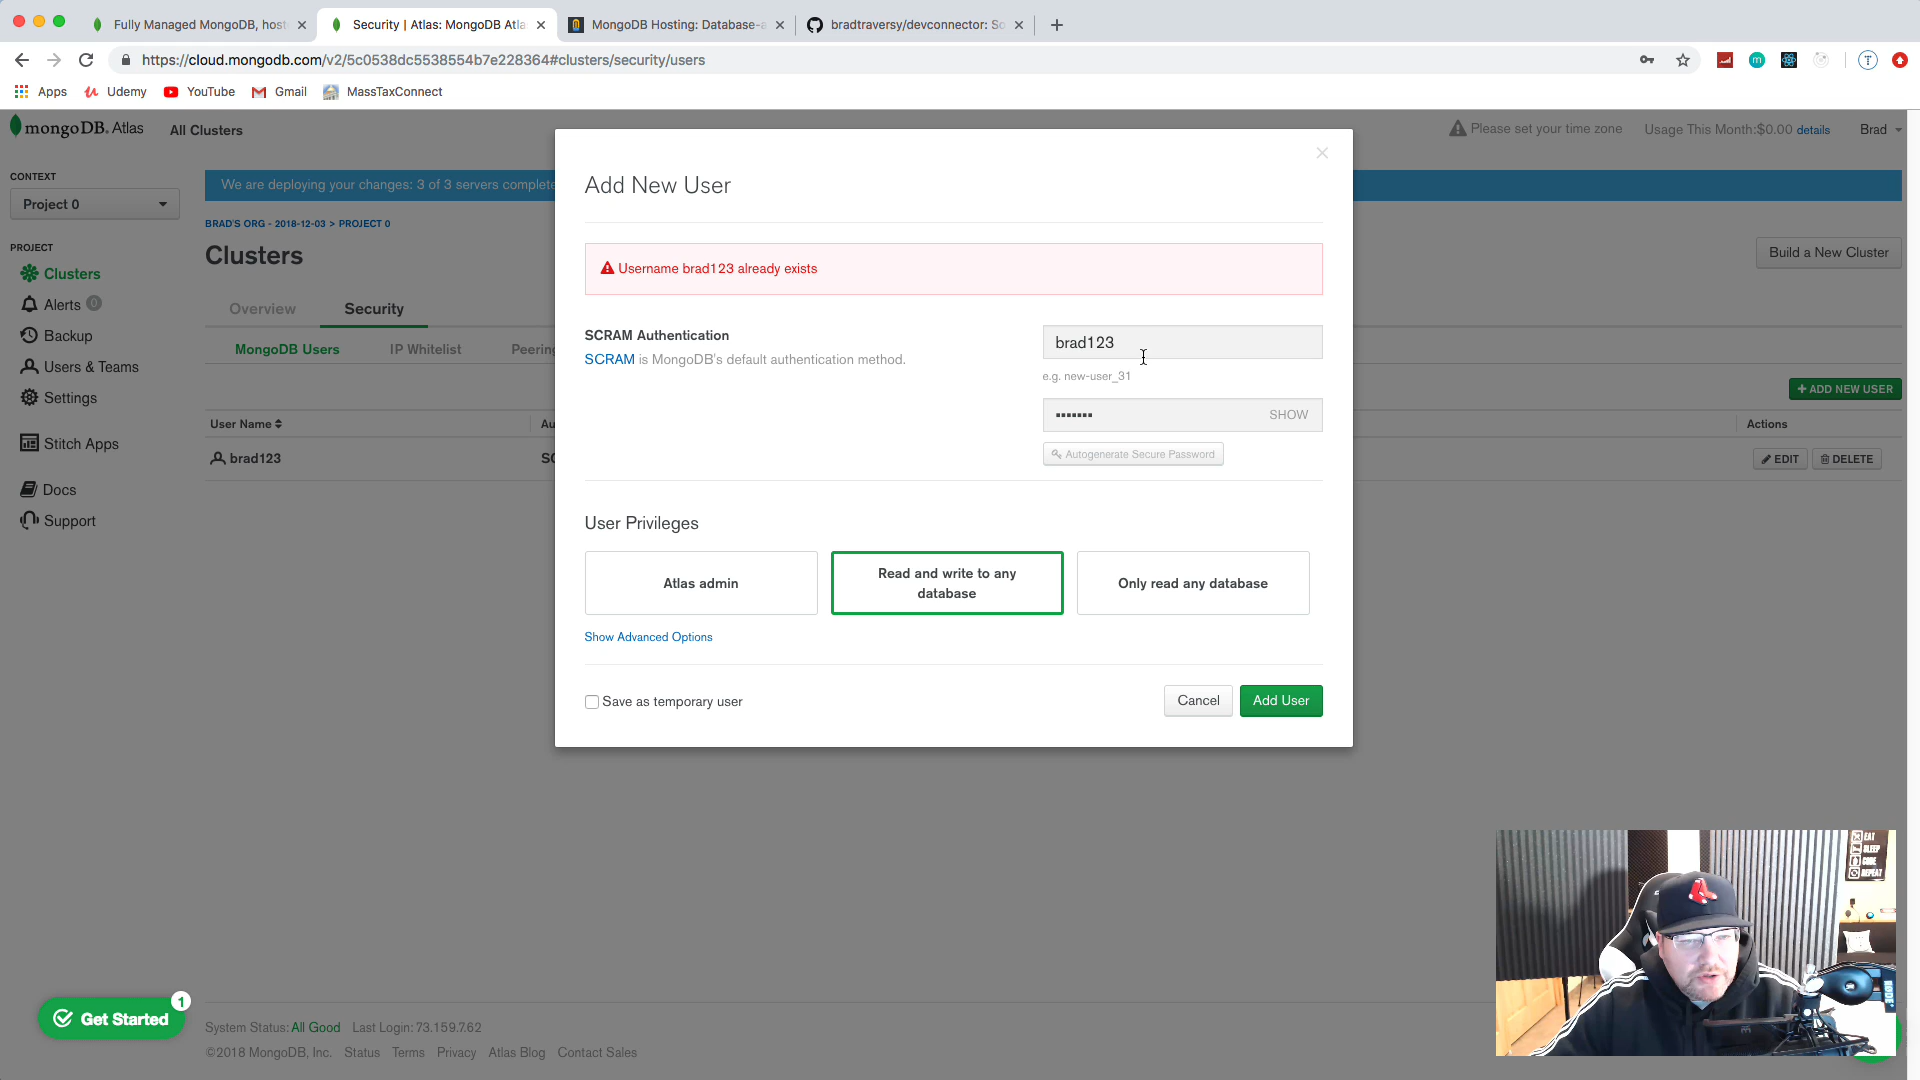 Fully Managed MongoDB, host
Security | Atlas: MongoDB Atla
MongoDB Hosting: Database-a
bradtraversy/devconnector: So
https://cloud.mongodb.com/v2/5c0538dc5538554b7e228364#clusters/security/users
Apps
Udemy
YouTube
Gmail
MassTaxConnect
mongoDB. Atlas
All Clusters
Please set your time zone
Usage This Month:$0.00 details
Brad
CONTEXT
Project 0
We are deploying your changes: 3 of 3 servers complete
BRAD'S ORG - 2018-12-03 > PROJECT 0
Clusters
Build a New Cluster
PROJECT
Clusters
Alerts 0
Backup
Users & Teams
Settings
Stitch Apps
Docs
Support
Overview
Security
MongoDB Users
IP Whitelist
Peering
+ ADD NEW USER
User Name
Au
Actions
brad123
SC
EDIT
DELETE
Add New User
Username brad123 already exists
SCRAM Authentication
SCRAM is MongoDB's default authentication method.
brad123
e.g. new-user_31
•••••••
SHOW
Autogenerate Secure Password
User Privileges
Atlas admin
Read and write to any
database
Only read any database
Show Advanced Options
Save as temporary user
Cancel
Add User
EAT
SLEEP
CODE
REPEAT
Get Started
1
System Status: All Good
Last Login: 73.159.7.62
©2018 MongoDB, Inc.
Status
Terms
Privacy
Atlas Blog
Contact Sales